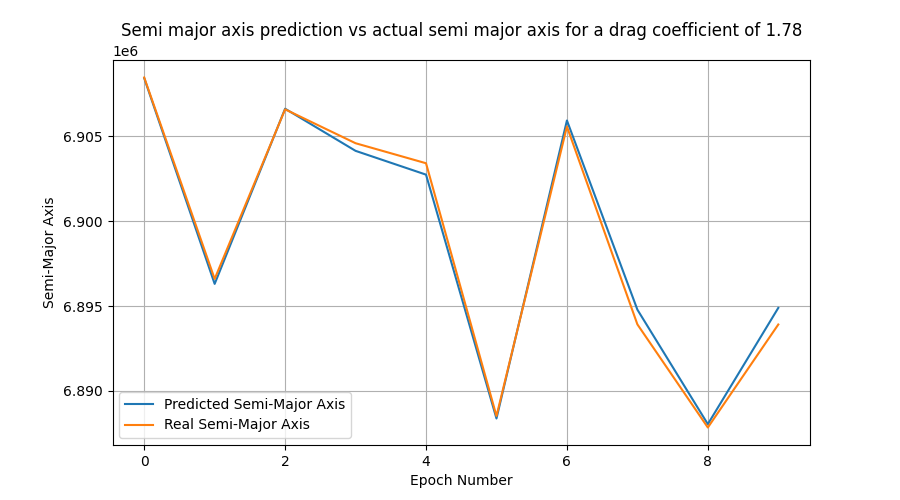 Semi major axis prediction vs actual semi major axis for a drag coefficient of 1.78
1e6
6.905
6.900
6.895
6.890
Semi-Major Axis
Predicted Semi-Major Axis
Real Semi-Major Axis
0 2 4 6 8
Epoch Number